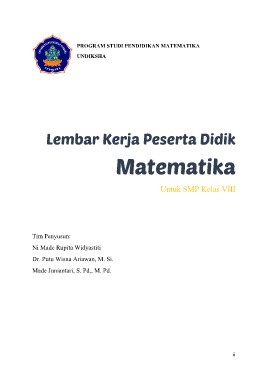 PROGRAM STUDI PENDIDIKAN MATEMATIKA
UNDIKSHA
Lembar Kerja Peserta Didik
Matematika
Untuk SMP Kelas VIII
Tim Penyusun:
Ni Made Rupita Widyastiti
Dr. Putu Wisna Ariawan, M. Si.
Made Juniantari, S. Pd., M. Pd.
ii